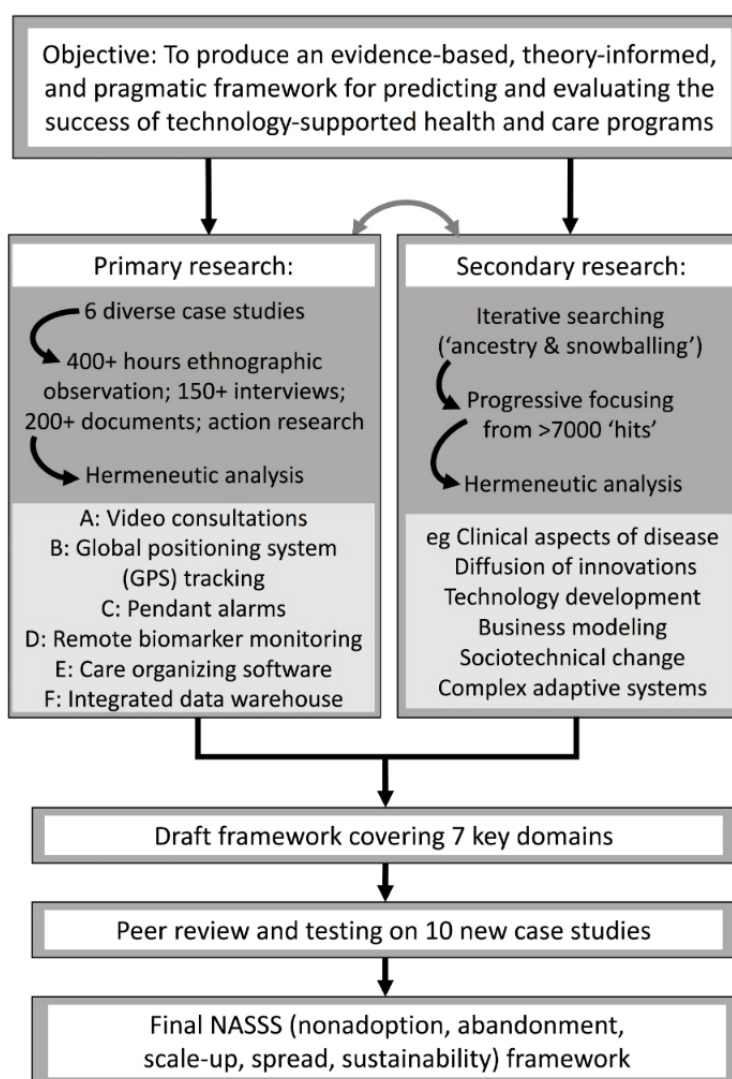 Objective: To produce an evidence-based, theory-informed,
and pragmatic framework for predicting and evaluating the
success of technology-supported health and care programs
Primary research:
6 diverse case studies
400+ hours ethnographic
observation; 150+ interviews;
200+ documents; action research
Hermeneutic analysis
A: Video consultations
B: Global positioning system
(GPS) tracking
C: Pendant alarms
D: Remote biomarker monitoring
E: Care organizing software
F: Integrated data warehouse
Secondary research:
Iterative searching
(‘ancestry & snowballing’)
Progressive focusing
from >7000 ‘hits’
Hermeneutic analysis
eg Clinical aspects of disease
Diffusion of innovations
Technology development
Business modeling
Sociotechnical change
Complex adaptive systems
Draft framework covering 7 key domains
Peer review and testing on 10 new case studies
Final NASSS (nonadoption, abandonment,
scale-up, spread, sustainability) framework